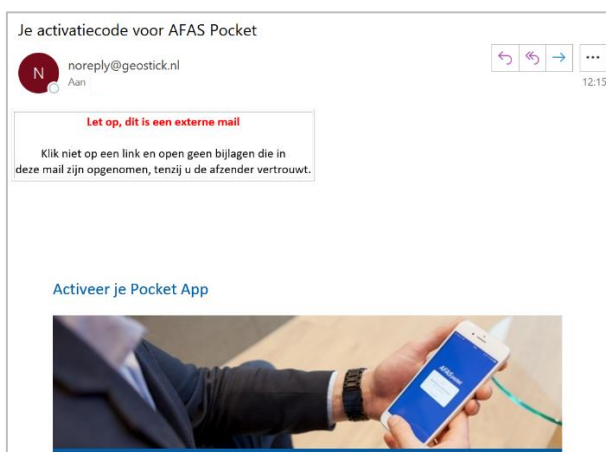 Je activatiecode voor AFAS Pocket
N
noreply@geostick.nl
Aan
12:15
Let op, dit is een externe mail
Klik niet op een link en open geen bijlagen die in
deze mail zijn opgenomen, tenzij u de afzender vertrouwt.
Activeer je Pocket App
AFAS pocket